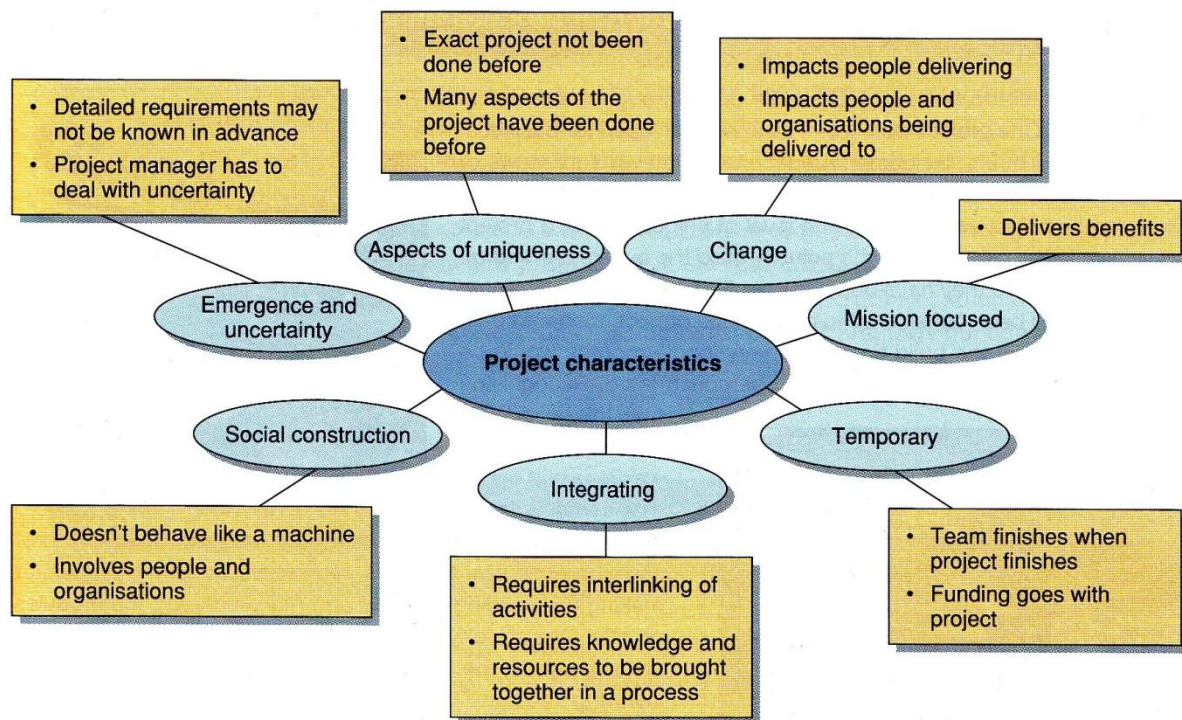 • Exact project not been
done before
• Many aspects of the
project have been done
before
• Impacts people delivering
• Impacts people and
organisations being
delivered to
• Detailed requirements may
not be known in advance
• Project manager has to
deal with uncertainty
• Delivers benefits
Aspects of uniqueness
Change
Emergence and
uncertainty
Mission focused
Project characteristics
Social construction
Temporary
Integrating
• Doesn't behave like a machine
• Involves people and
organisations
• Requires interlinking of
activities
• Requires knowledge and
resources to be brought
together in a process
• Team finishes when
project finishes
• Funding goes with
project